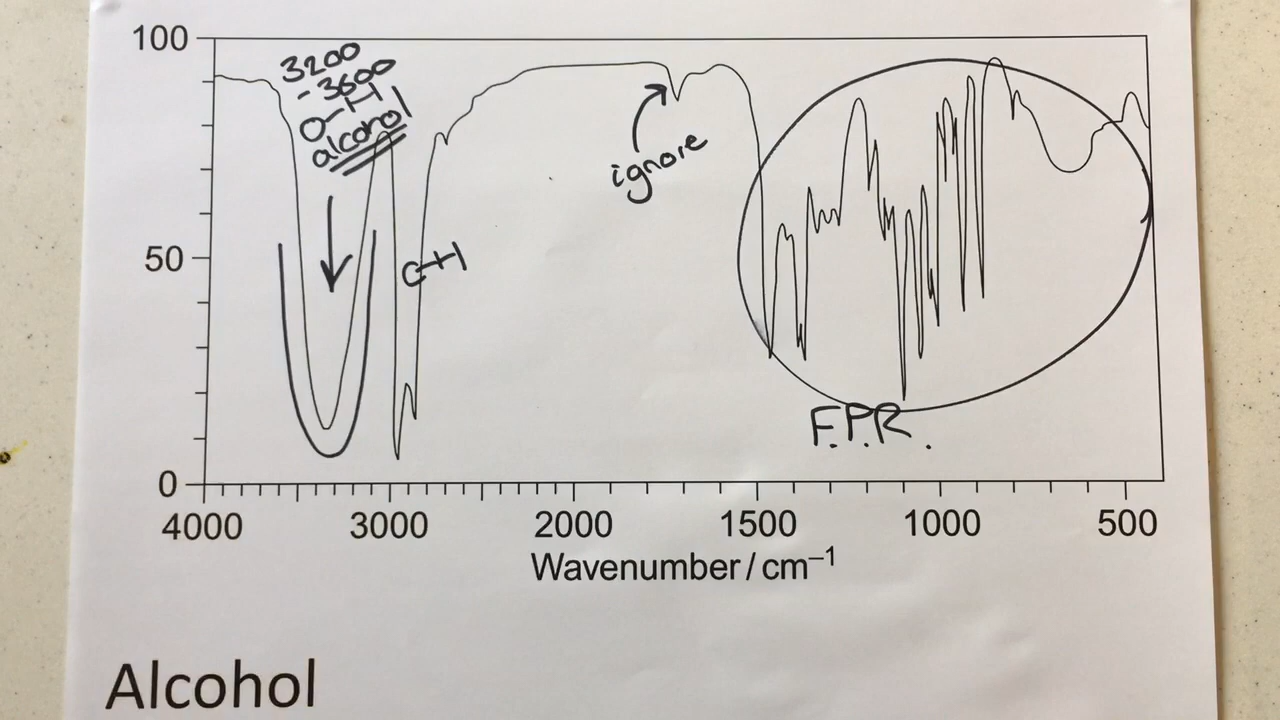 100
3200
- 3600
O-H
alcohol
ignore
50
C-H
F.P.R.
0
4000 3000 2000 1500 1000 500
Wavenumber / cm⁻¹
Alcohol